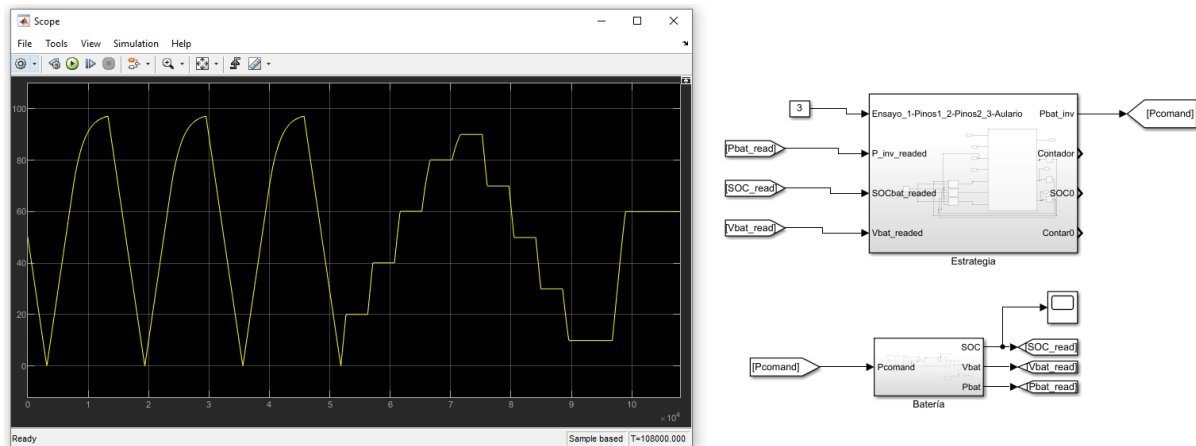 Scope
File Tools View Simulation Help
100
80
60
40
20
0
0 1 2 3 4 5 6 7 8 9 10
× 10⁴
Ready
Sample based T=108000.000
3
Ensayo_1-Pinos1_2-Pinos2_3-Aulario
Pbat_inv
[Pcomand]
[Pbat_read]
P_inv_readed
Contador
[SOC_read]
SOCbat_readed
SOC0
[Vbat_read]
Vbat_readed
Contar0
Estrategia
[Pcomand]
Pcomand
SOC
[SOC_read]
Vbat
[Vbat_read]
Pbat
[Pbat_read]
Batería